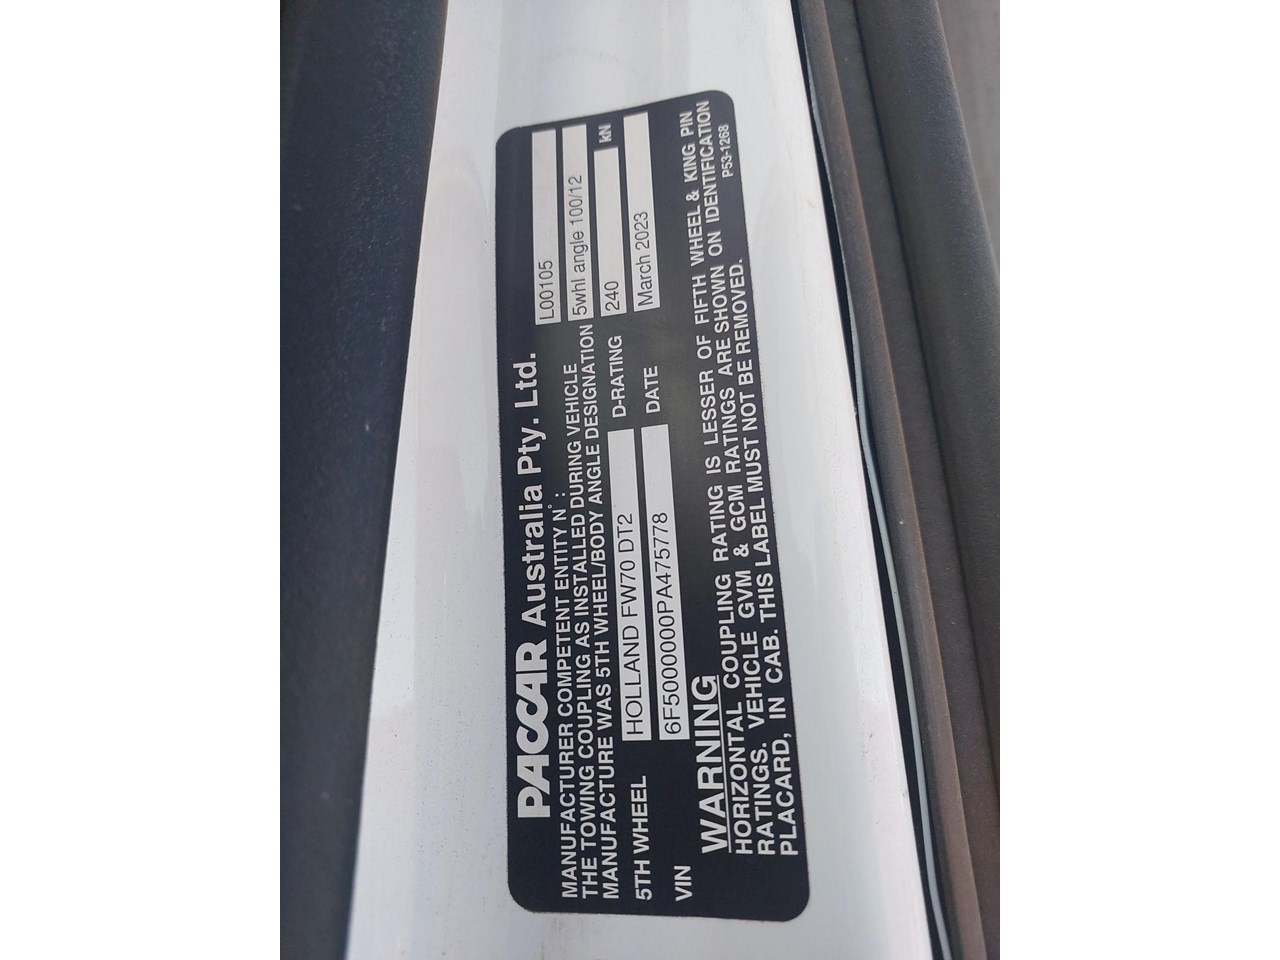 PACCAR Australia Pty. Ltd.
MANUFACTURER COMPETENT ENTITY N°: L00105
THE TOWING COUPLING AS INSTALLED DURING VEHICLE
MANUFACTURE WAS 5TH WHEEL/BODY ANGLE DESIGNATION 5whl angle 100/12
5TH WHEEL HOLLAND FW70 DT2 D-RATING 240 kN
VIN 6F5000000PA475778 DATE March 2023
WARNING
HORIZONTAL COUPLING RATING IS LESSER OF FIFTH WHEEL & KING PIN
RATINGS. VEHICLE GVM & GCM RATINGS ARE SHOWN ON IDENTIFICATION
PLACARD, IN CAB. THIS LABEL MUST NOT BE REMOVED. P53-1268